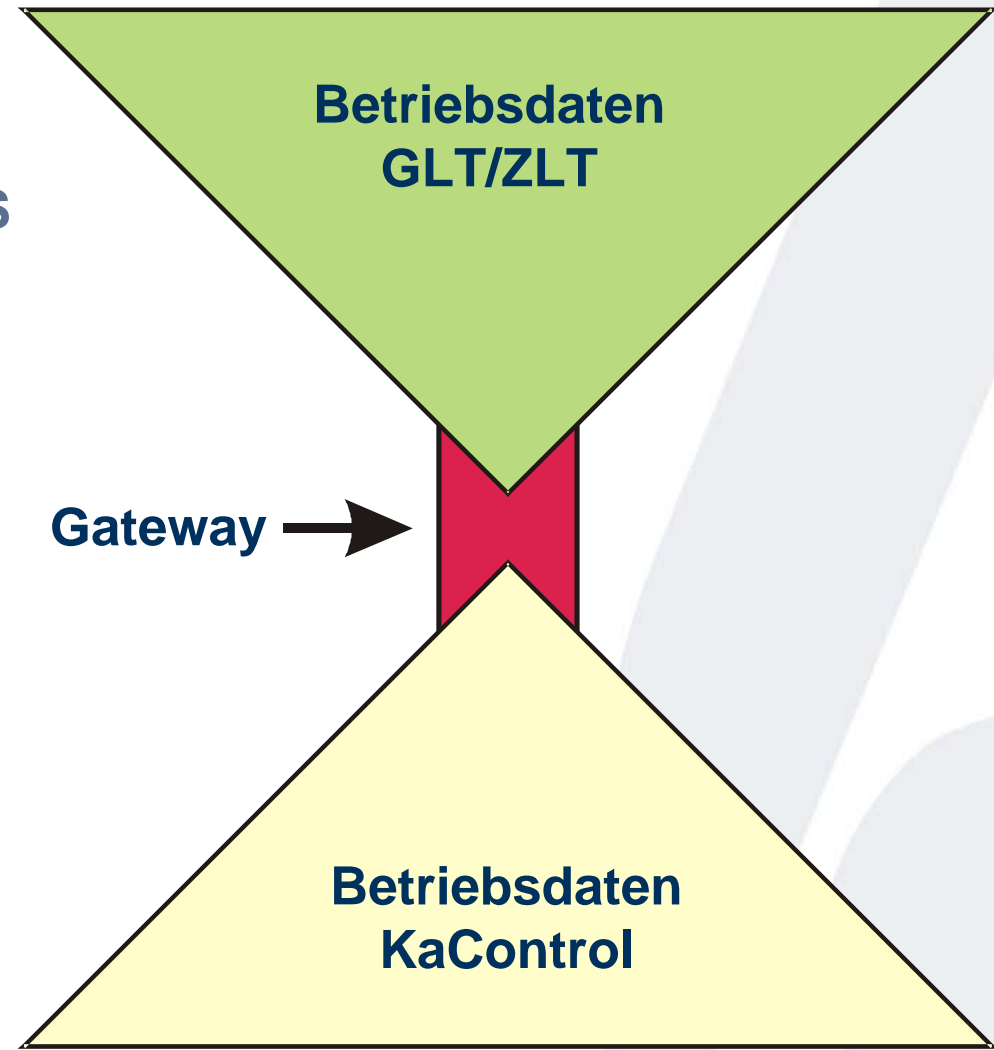 Betriebsdaten
GLT/ZLT
s
Gateway
Betriebsdaten
KaControl